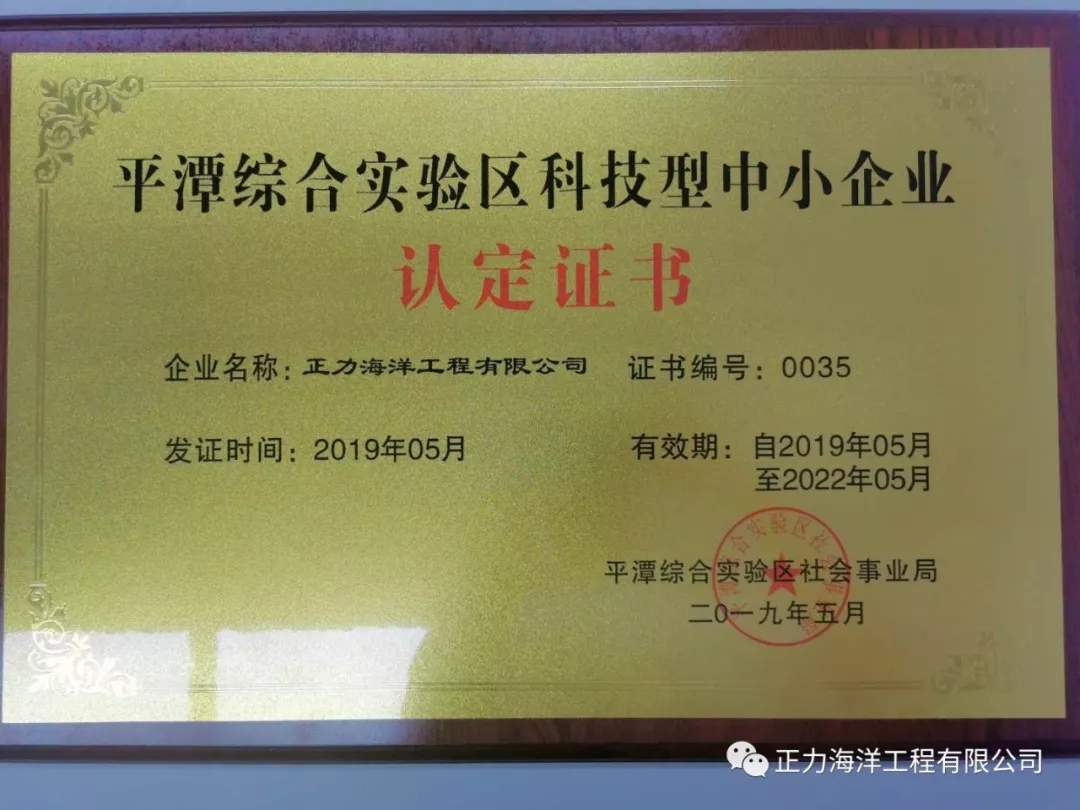 平潭综合实验区科技型中小企业
认定证书
企业名称：正力海洋工程有限公司 证书编号：0035
发证时间：2019年05月 有效期：自2019年05月
至2022年05月
平潭综合实验区社会事业局
二0一九年五月
正力海洋工程有限公司